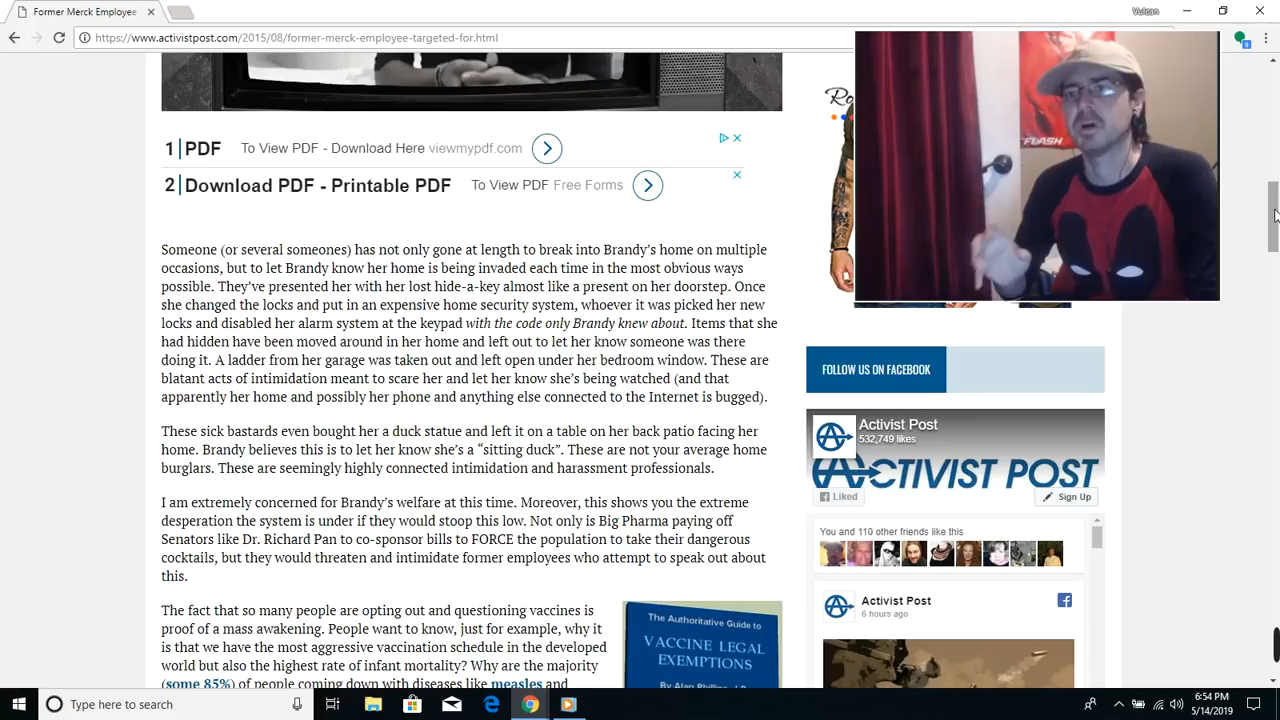 Former Merck Employee
Vulcan
https://www.activistpost.com/2015/08/former-merck-employee-targeted-for.html
9
Ro
FLASH
1 PDF To View PDF - Download Here viewmypdf.com
2 Download PDF - Printable PDF To View PDF Free Forms
Someone (or several someones) has not only gone at length to break into Brandy’s home on multiple
occasions, but to let Brandy know her home is being invaded each time in the most obvious ways
possible. They’ve presented her with her lost hide-a-key almost like a present on her doorstep. Once
she changed the locks and put in an expensive home security system, whoever it was picked her new
locks and disabled her alarm system at the keypad with the code only Brandy knew about. Items that she
had hidden have been moved around in her home and left out to let her know someone was there
doing it. A ladder from her garage was taken out and left open under her bedroom window. These are
blatant acts of intimidation meant to scare her and let her know she’s being watched (and that
apparently her home and possibly her phone and anything else connected to the Internet is bugged).
These sick bastards even bought her a duck statue and left it on a table on her back patio facing her
home. Brandy believes this is to let her know she’s a “sitting duck”. These are not your average home
burglars. These are seemingly highly connected intimidation and harassment professionals.
I am extremely concerned for Brandy’s welfare at this time. Moreover, this shows you the extreme
desperation the system is under if they would stoop this low. Not only is Big Pharma paying off
Senators like Dr. Richard Pan to co-sponsor bills to FORCE the population to take their dangerous
cocktails, but they would threaten and intimidate former employees who attempt to speak out about
this.
The fact that so many people are opting out and questioning vaccines is
proof of a mass awakening. People want to know, just for example, why it
is that we have the most aggressive vaccination schedule in the developed
world but also the highest rate of infant mortality? Why are the majority
(some 85%) of people coming down with diseases like measles and
The Authoritative Guide to
VACCINE LEGAL
EXEMPTIONS
By Alan Phillips, J.D.
FOLLOW US ON FACEBOOK
Activist Post
532,749 likes
ACTIVIST POST
Liked
Sign Up
You and 110 other friends like this
Activist Post
6 hours ago
Type here to search
6:54 PM
5/14/2019